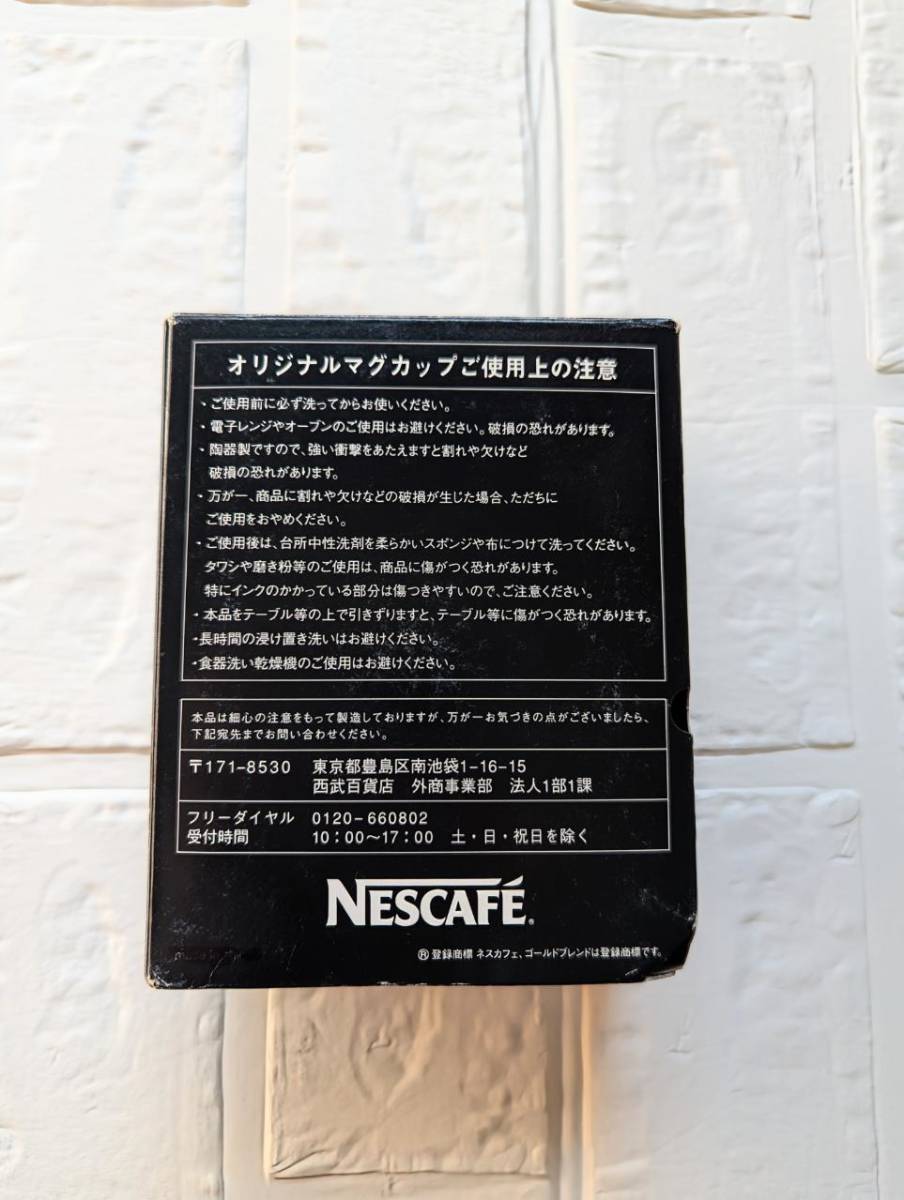 オリジナルマグカップご使用上の注意
・ご使用前に必ず洗ってからお使いください。
・電子レンジやオーブンのご使用はお避けください。破損の恐れがあります。
・陶器製ですので、強い衝撃をあたえますと割れや欠けなど
破損の恐れがあります。
・万が一、商品に割れや欠けなどの破損が生じた場合、ただちに
ご使用をおやめください。
・ご使用後は、台所中性洗剤を柔らかいスポンジや布につけて洗ってください。
タワシや磨き粉等のご使用は、商品に傷がつく恐れがあります。
特にインクのかかっている部分は傷つきやすいので、ご注意ください。
・本品をテーブル等の上で引きずりますと、テーブル等に傷がつく恐れがあります。
・長時間の浸け置き洗いはお避けください。
・食器洗い乾燥機のご使用はお避けください。
本品は細心の注意をもって製造しておりますが、万が一お気づきの点がございましたら、
下記宛先までお問い合わせください。
〒171-8530 東京都豊島区南池袋1-16-15
西武百貨店 外商事業部 法人1部1課
フリーダイヤル 0120-660802
受付時間 10:00〜17:00 土・日・祝日を除く
NESCAFÉ®
® 登録商標 ネスカフェ、ゴールドブレンドは登録商標です。